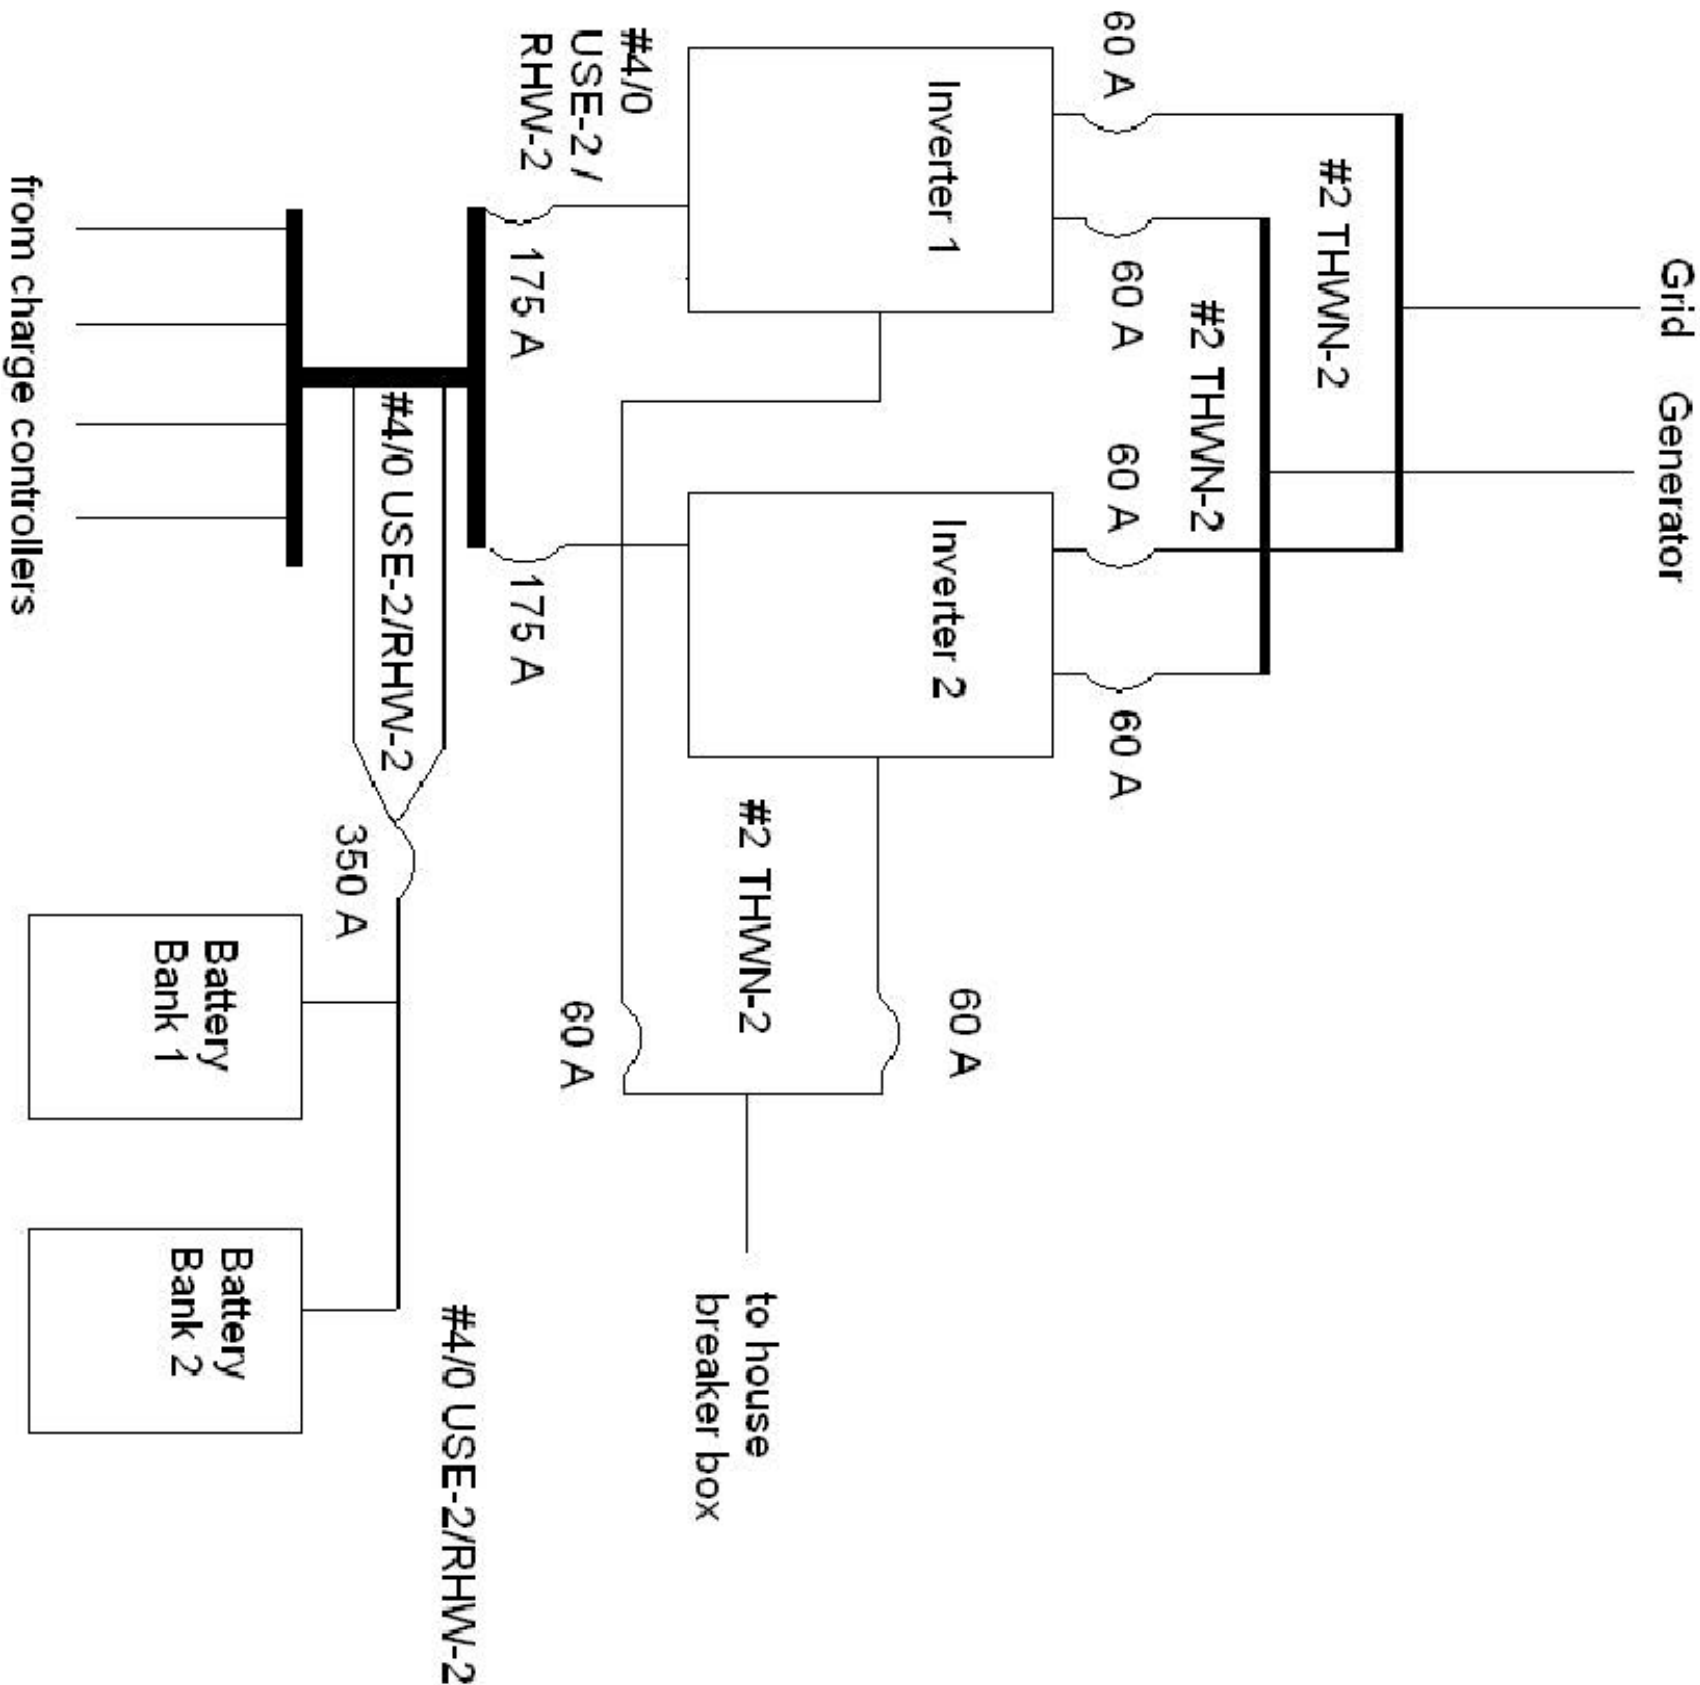 Grid
Generator
#2 THWN-2
#2 THWN-2
60 A
60 A
60 A
60 A
Inverter 1
Inverter 2
#2 THWN-2
60 A
60 A
to house
breaker box
#4/0
USE-2 /
RHW-2
175 A
175 A
#4/0 USE-2/RHW-2
350 A
#4/0 USE-2/RHW-2
Battery
Bank 1
Battery
Bank 2
from charge controllers